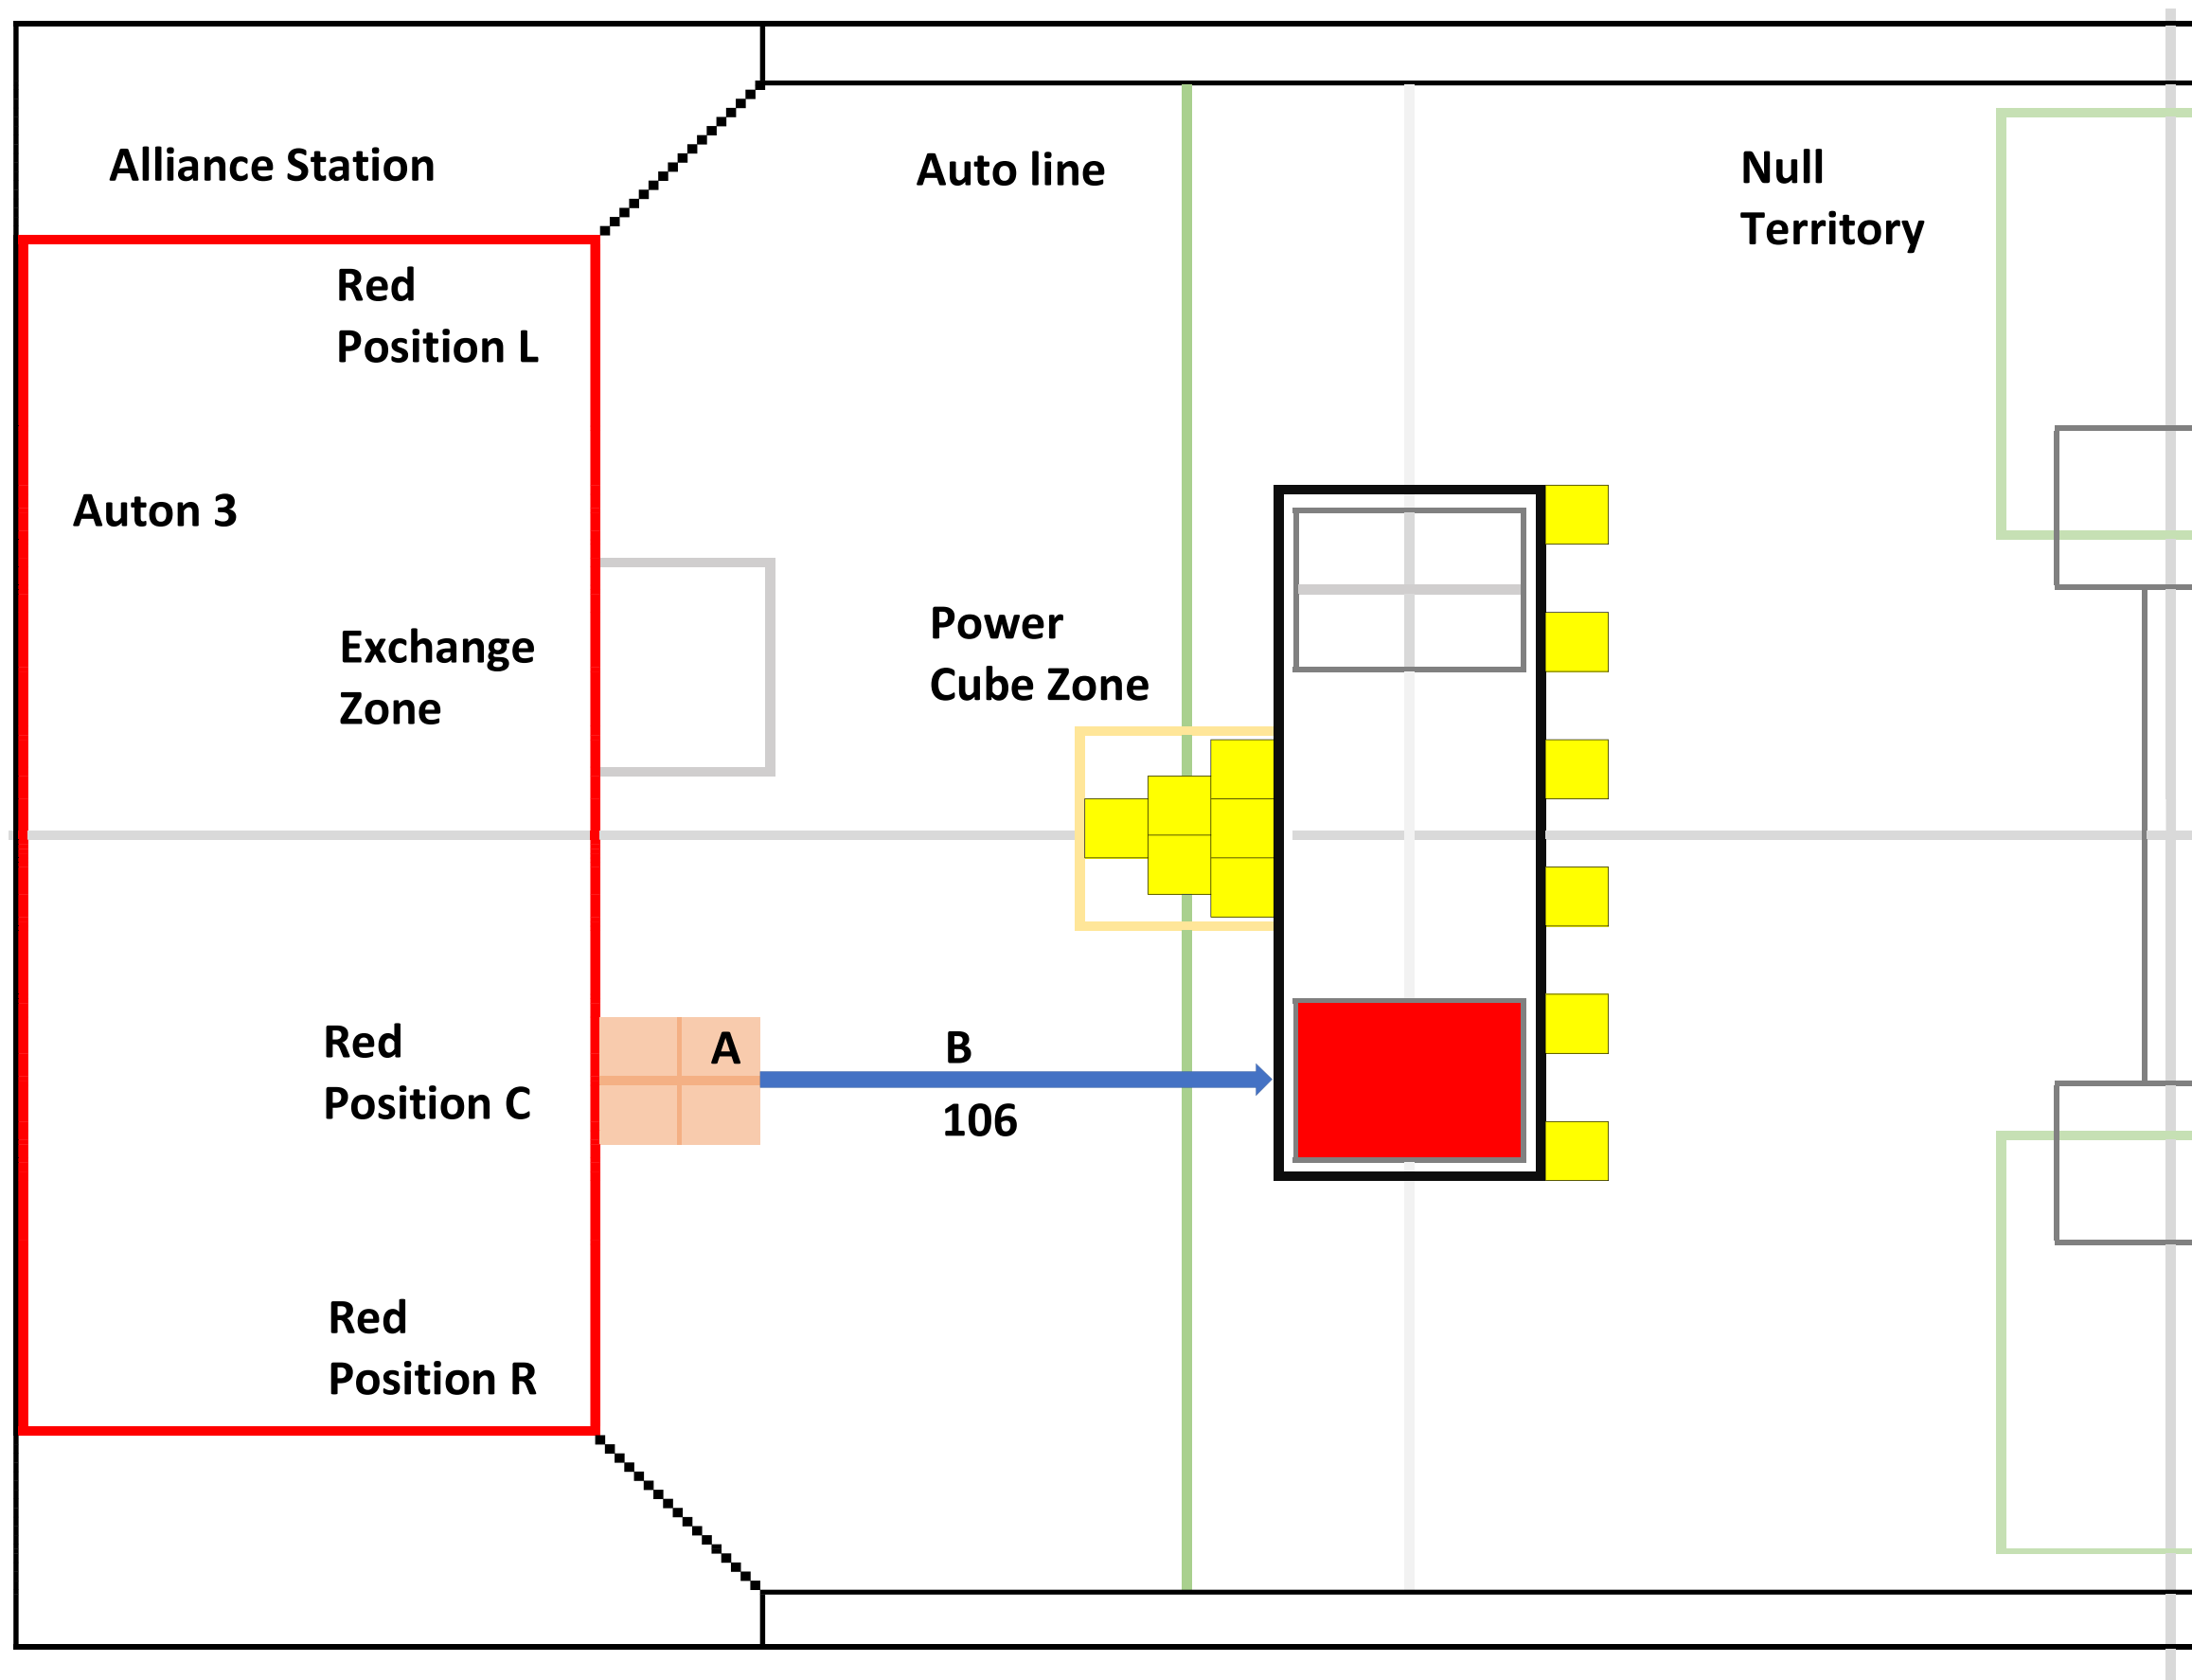 Alliance Station
Auto line
Null
Territory
Red
Position L
Auton 3
Exchange
Zone
Power
Cube Zone
Red
Position C
A
B
106
Red
Position R